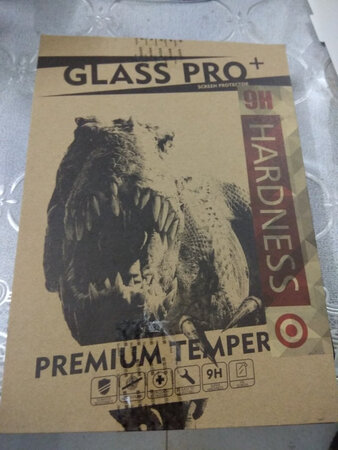 GLASS PRO+
SCREEN PROTECTOR
9H
HARDNESS
PREMIUM TEMPER
9H